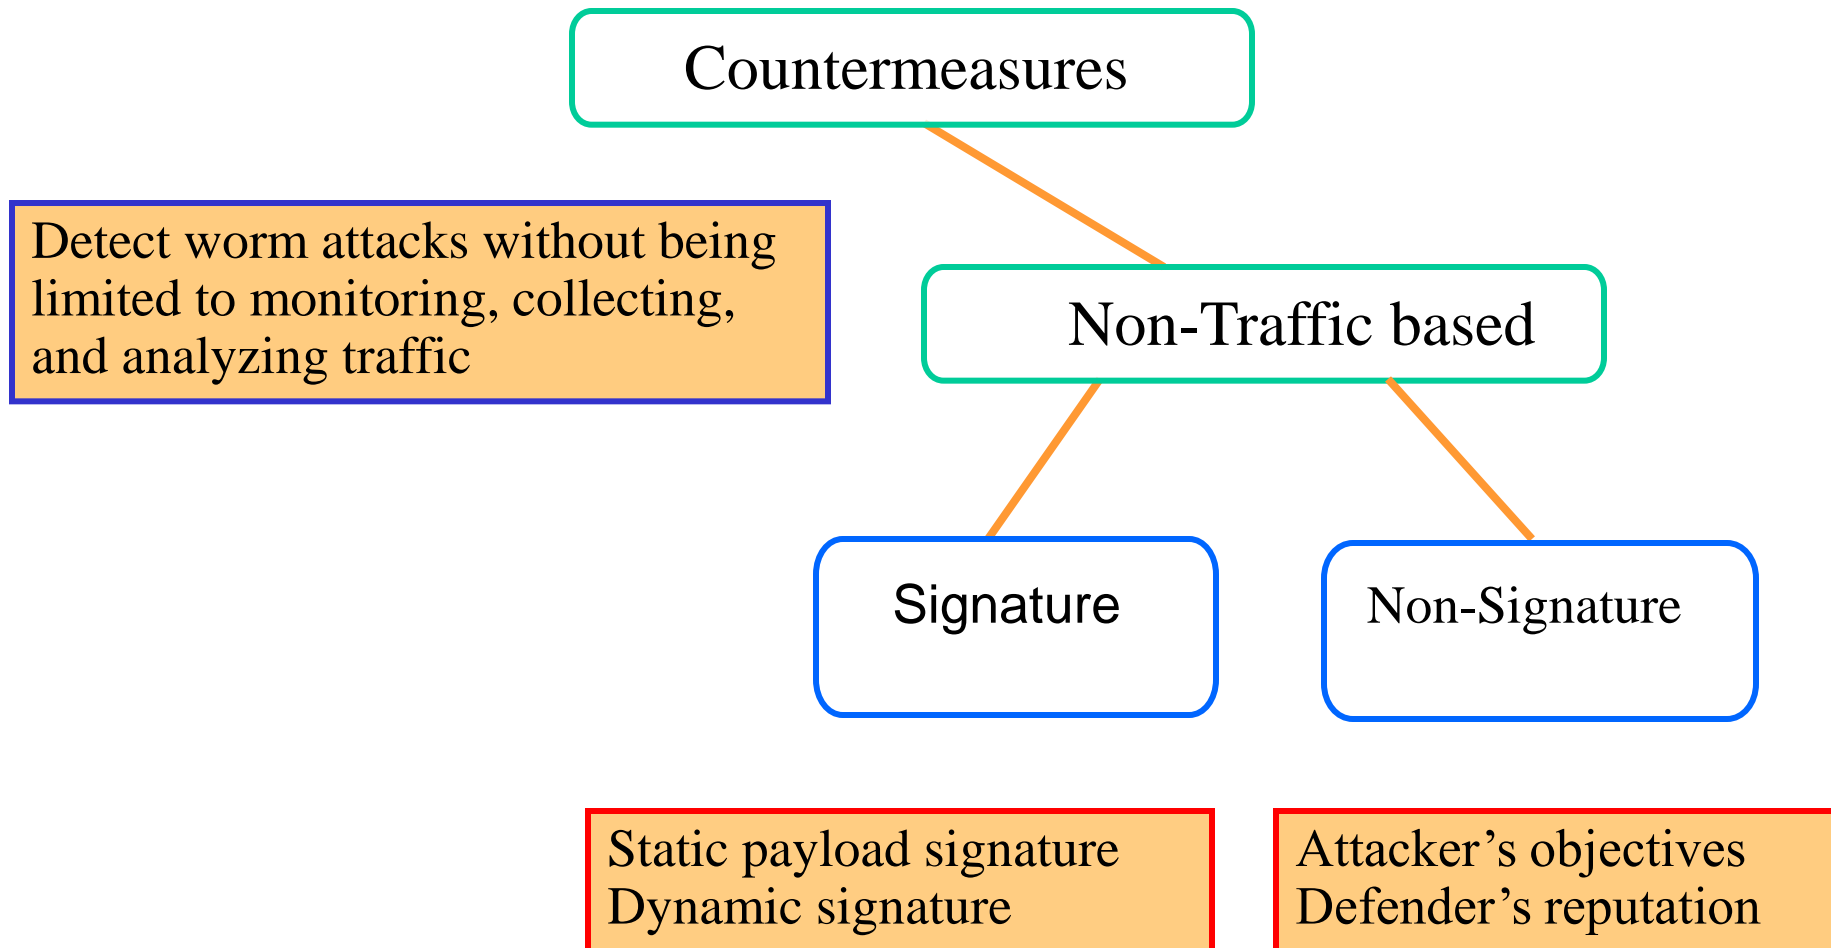 Countermeasures
Detect worm attacks without being
limited to monitoring, collecting,
and analyzing traffic
Non-Traffic based
Signature
Non-Signature
Static payload signature
Dynamic signature
Attacker’s objectives
Defender’s reputation